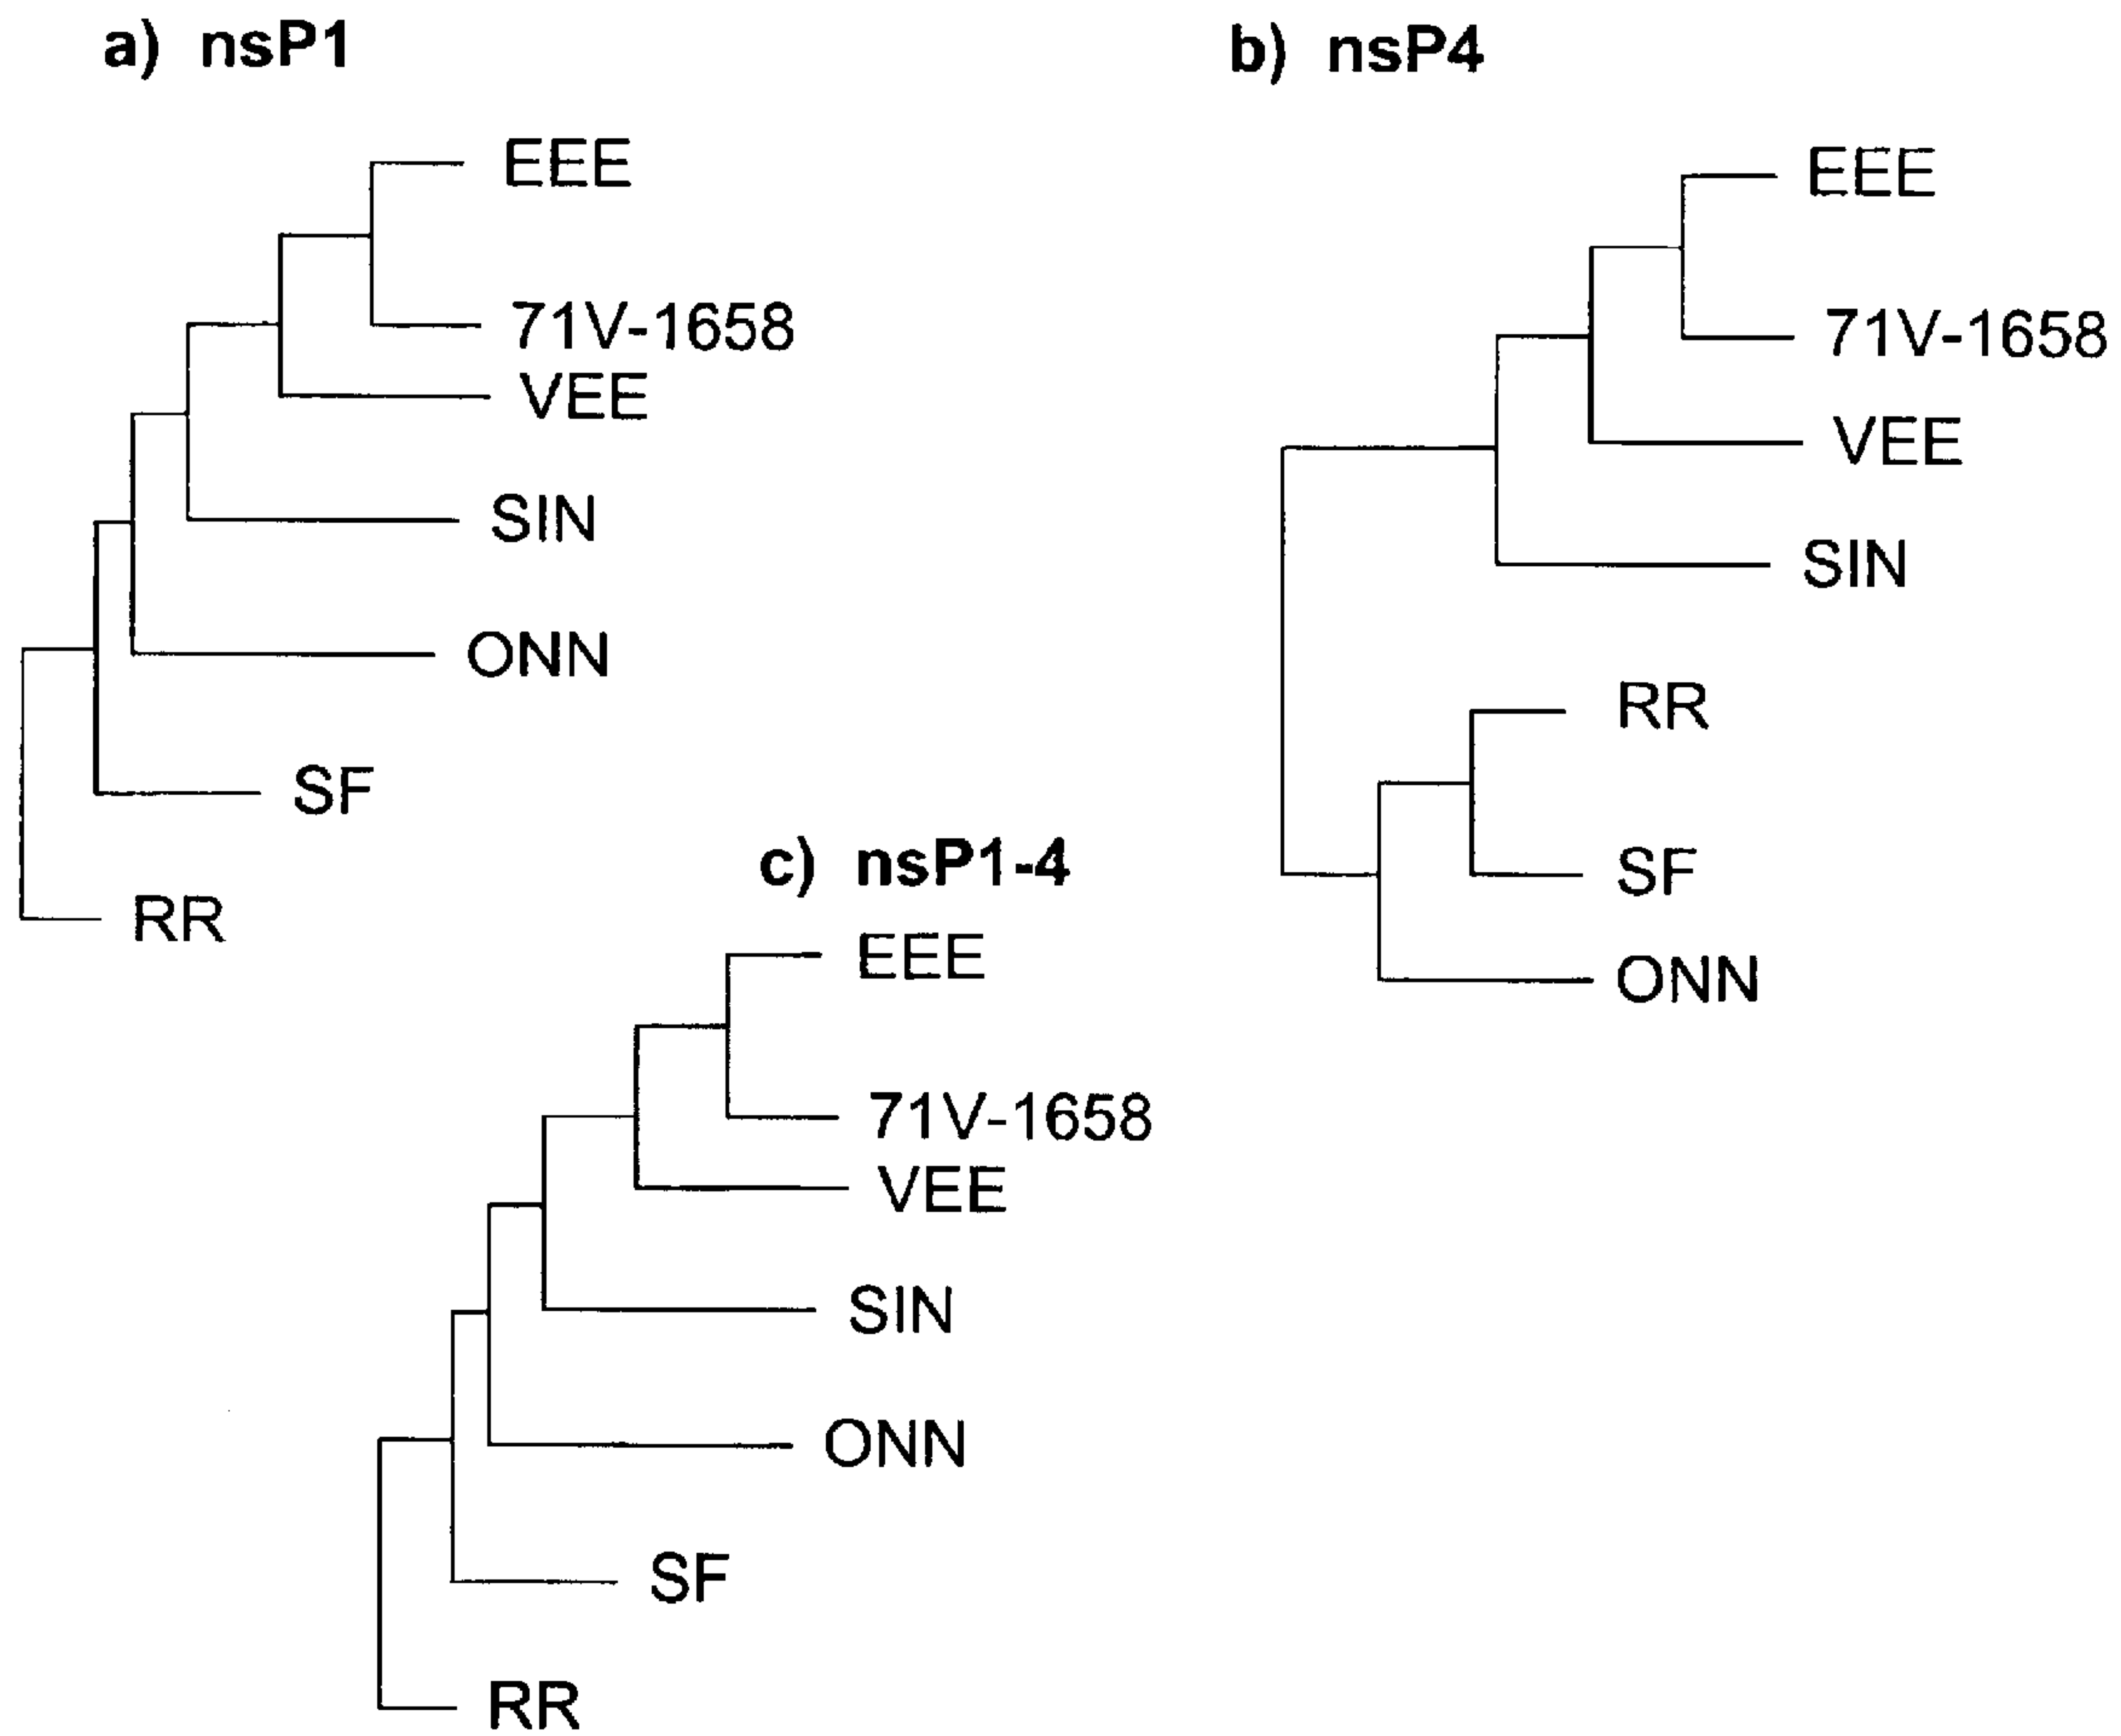 a) nsP1
EEE
71V-1658
VEE
SIN
ONN
SF
RR
b) nsP4
EEE
71V-1658
VEE
SIN
RR
SF
ONN
c) nsP1-4
EEE
71V-1658
VEE
SIN
ONN
SF
RR